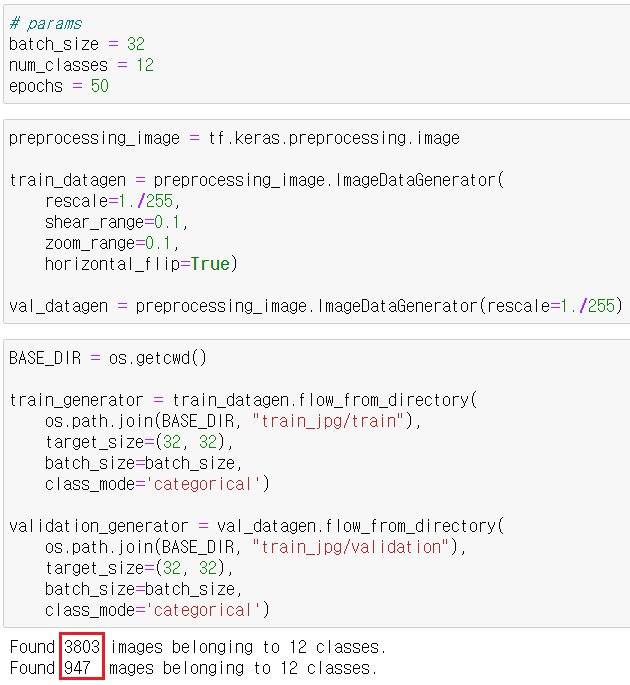 # params
batch_size = 32
num_classes = 12
epochs = 50
preprocessing_image = tf.keras.preprocessing.image
train_datagen = preprocessing_image.ImageDataGenerator(
rescale=1./255,
shear_range=0.1,
zoom_range=0.1,
horizontal_flip=True)
val_datagen = preprocessing_image.ImageDataGenerator(rescale=1./255)
BASE_DIR = os.getcwd()
train_generator = train_datagen.flow_from_directory(
os.path.join(BASE_DIR, "train_jpg/train"),
target_size=(32, 32),
batch_size=batch_size,
class_mode='categorical')
validation_generator = val_datagen.flow_from_directory(
os.path.join(BASE_DIR, "train_jpg/validation"),
target_size=(32, 32),
batch_size=batch_size,
class_mode='categorical')
Found 3803 images belonging to 12 classes.
Found 947 mages belonging to 12 classes.